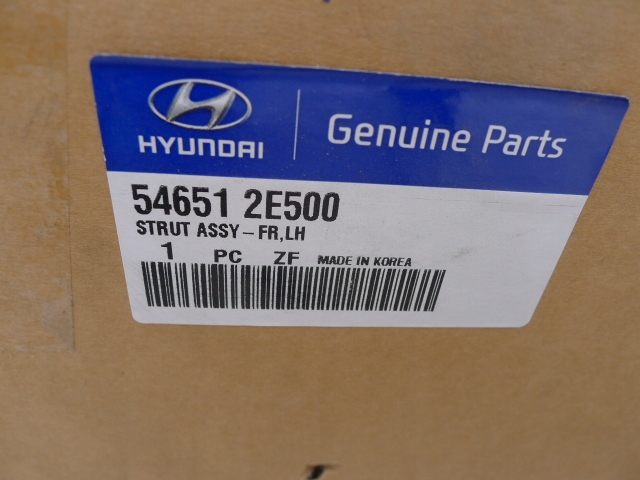 HYUNDAI
Genuine Parts
54651 2E500
STRUT ASSY-FR,LH
1 PC ZF MADE IN KOREA